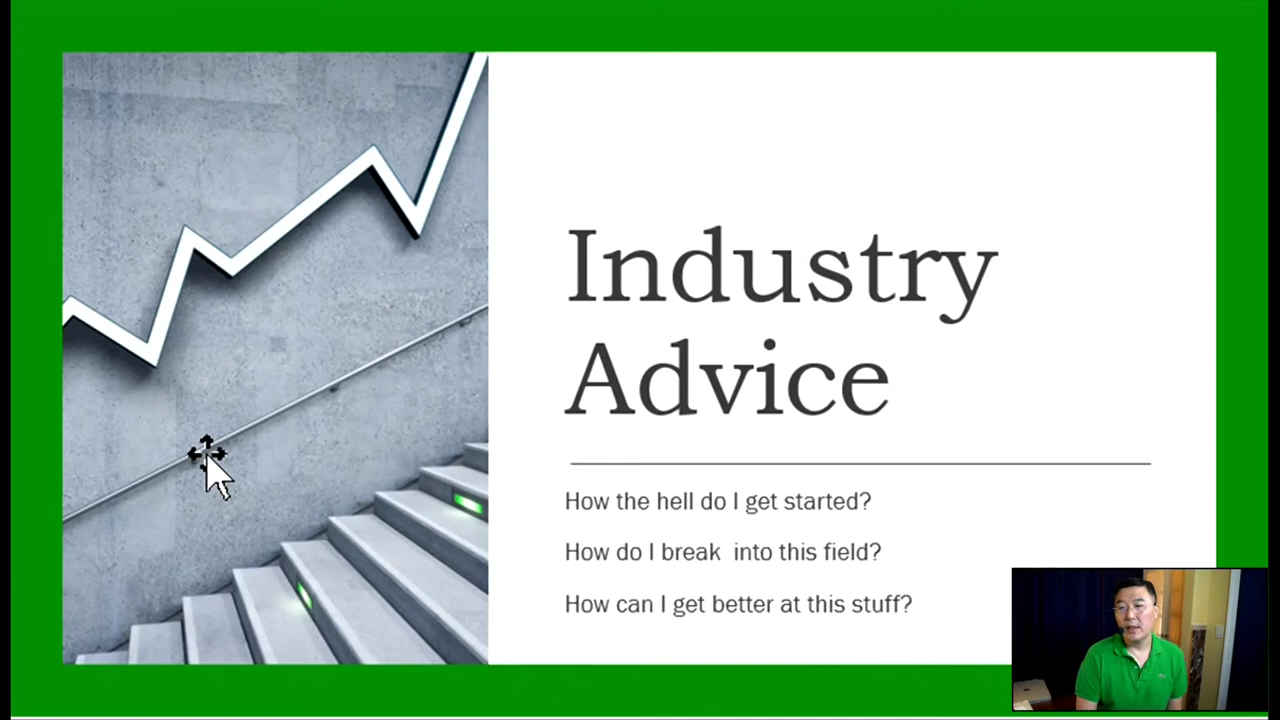 Industry
Advice
How the hell do I get started?
How do I break  into this field?
How can I get better at this stuff?